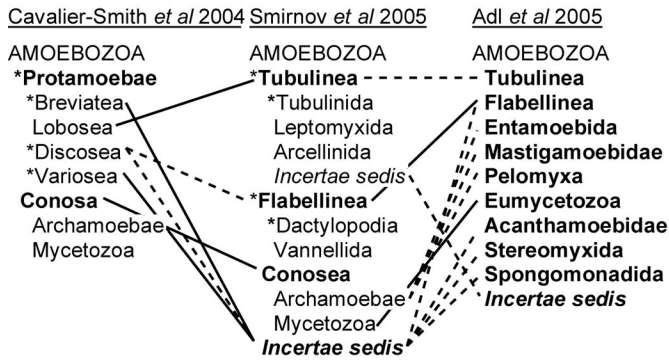 Cavalier-Smith et al 2004
AMOEBOZOA
*Protamoebae
*Breviatea
Lobosea
*Discosea
*Variosea
Conosa
Archamoebae
Mycetozoa
Smirnov et al 2005
AMOEBOZOA
*Tubulinea
*Tubulinida
Leptomyxida
Arcellinida
Incertae sedis
*Flabellinea
*Dactylopodia
Vannellida
Conosea
Archamoebae
Mycetozoa
Incertae sedis
Adl et al 2005
AMOEBOZOA
Tubulinea
Flabellinea
Entamoebida
Mastigamoebidae
Pelomyxa
Eumycetozoa
Acanthamoebidae
Stereomyxida
Spongomonadida
Incertae sedis